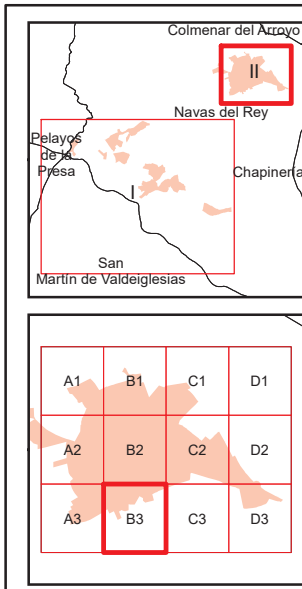 Colmenar del Arroyo
II
Navas del Rey
Pelayos
de la
Presa
Chapinería
I
San
Martín de Valdeiglesias
A1 B1 C1 D1
A2 B2 C2 D2
A3 B3 C3 D3